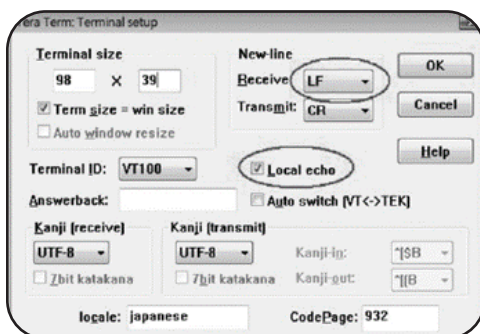 era Term: Terminal setup
Terminal size
98 X 39
Term size = win size
Auto window resize
New-line
Receive LF
Transmit: CR
OK
Cancel
Help
Terminal ID: VT100
Local echo
Answerback:
Auto switch (VT<->TEK)
Kanji (receive)
UTF-8
7bit katakana
Kanji (transmit)
UTF-8
7bit katakana
Kanji-in: ^[$B
Kanji-out: ^[(B
locale: japanese
CodePage: 932